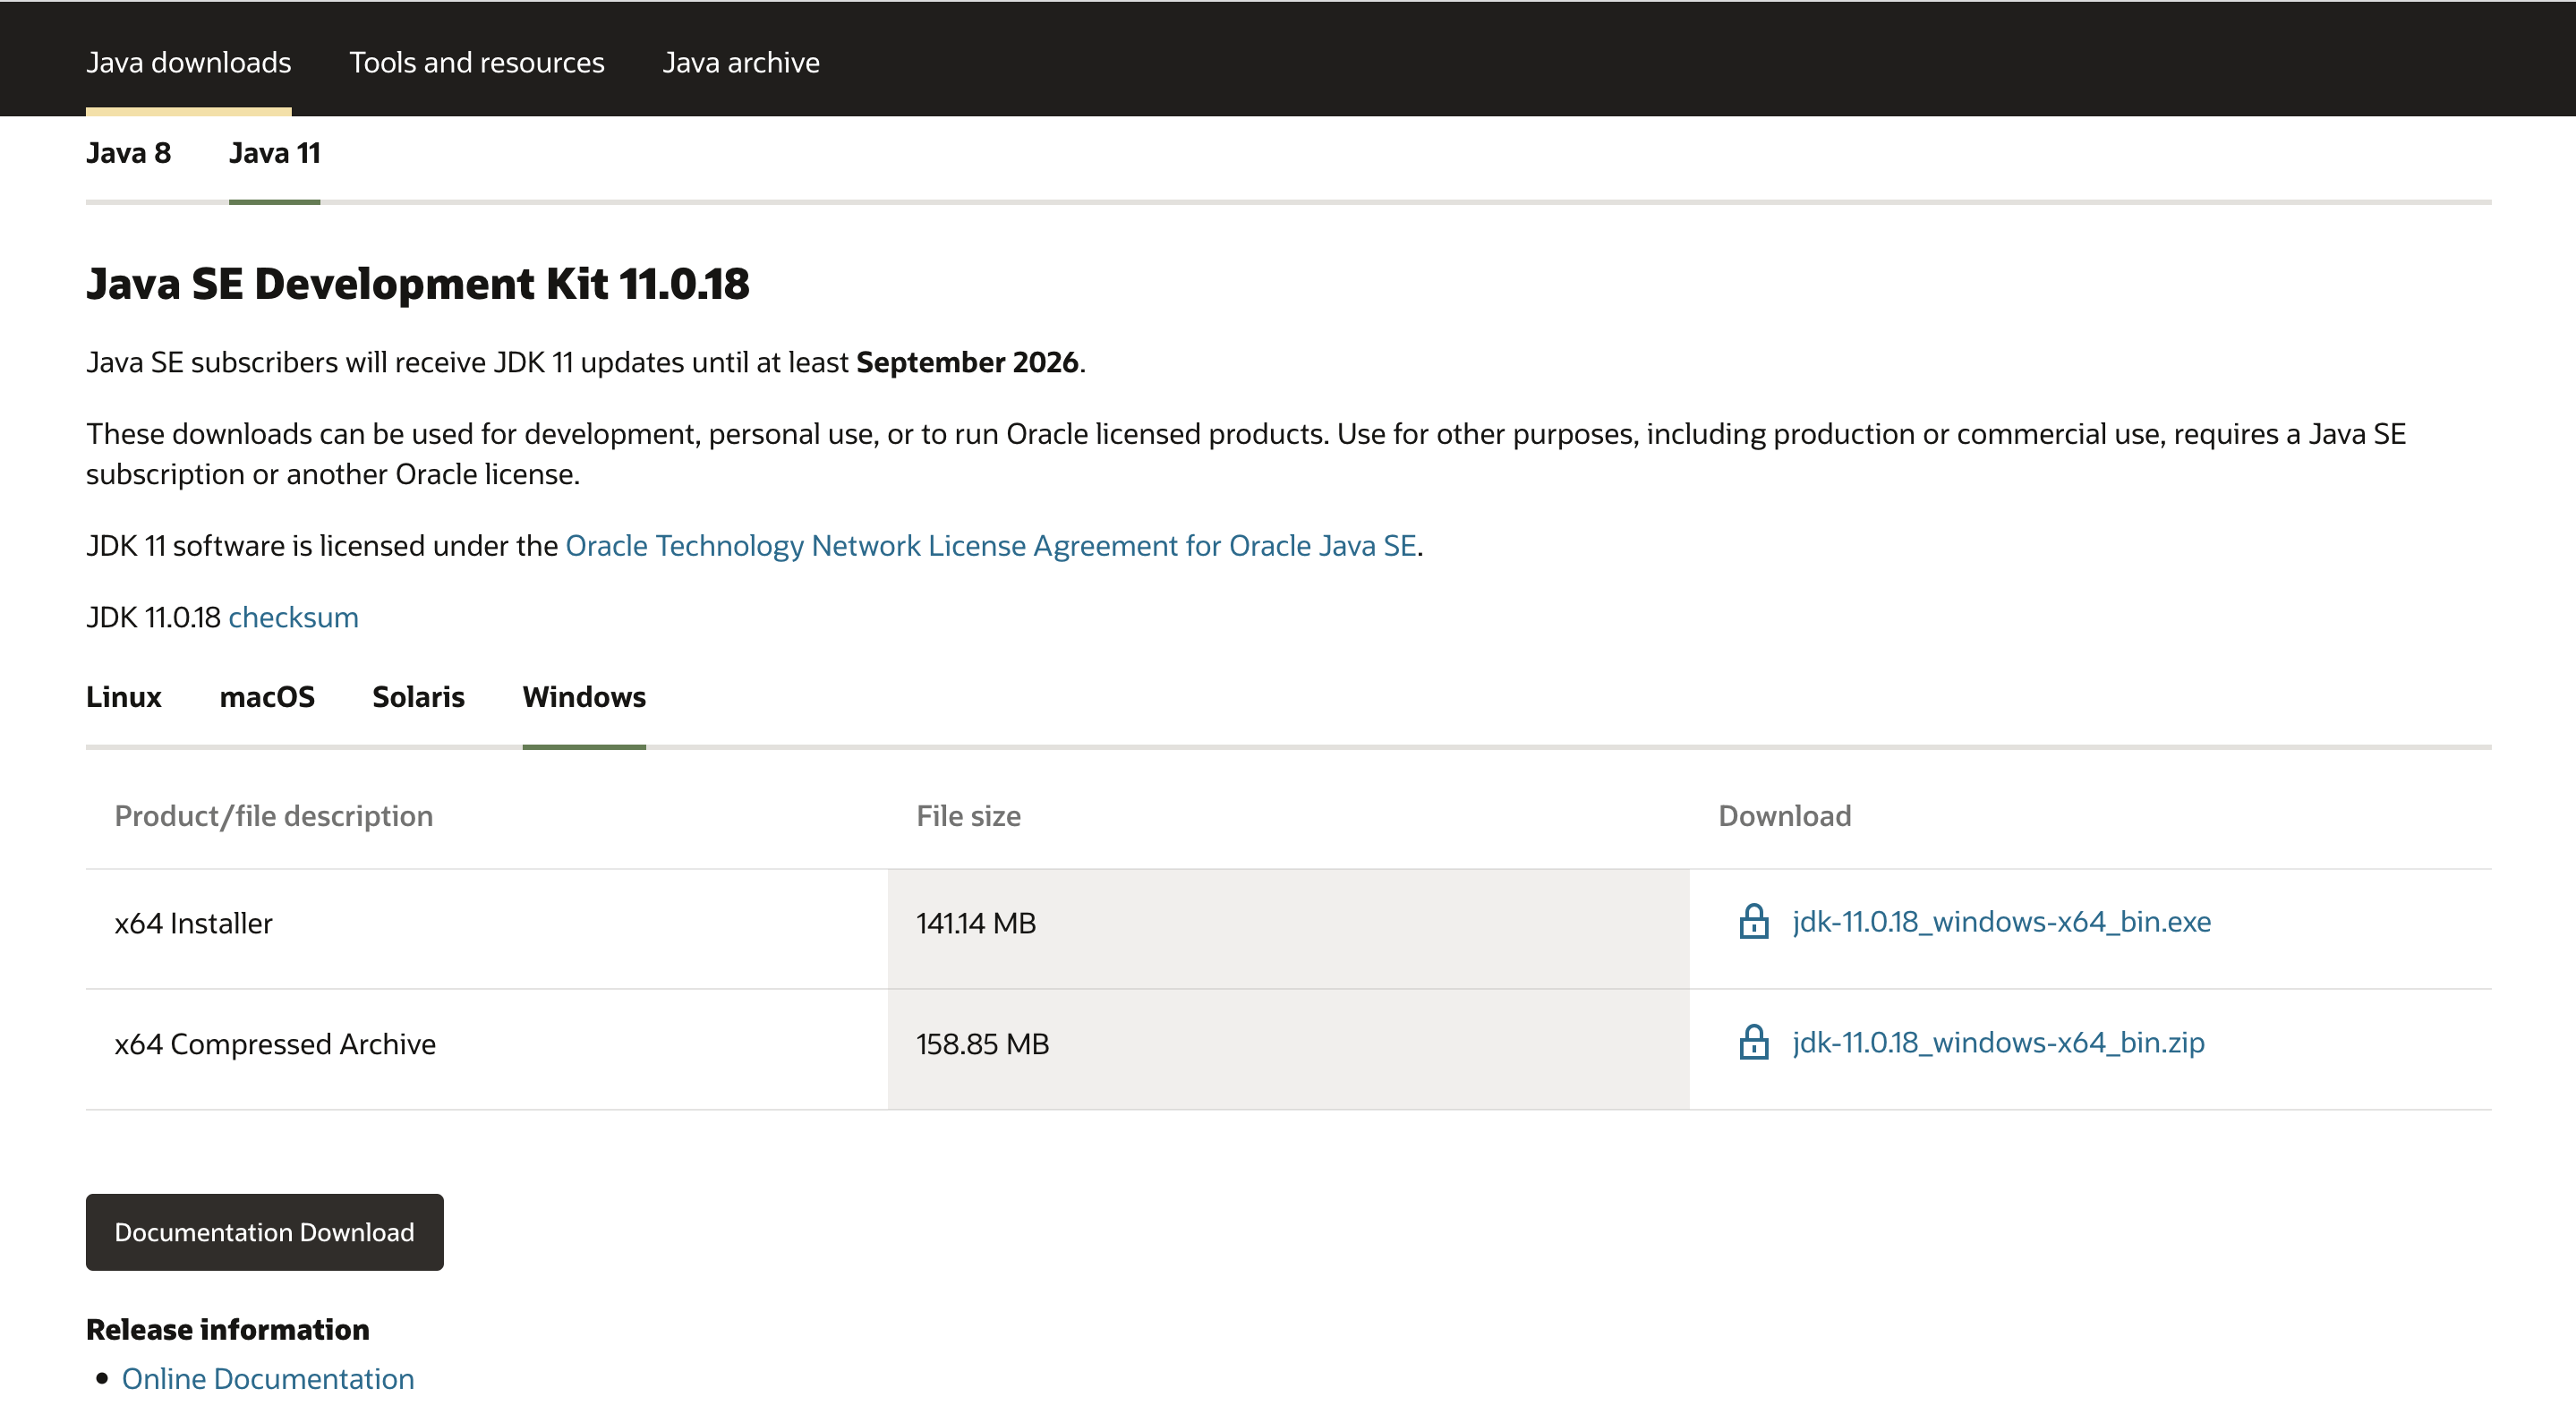 Java downloads Tools and resources Java archive
Java 8 Java 11
Java SE Development Kit 11.0.18
Java SE subscribers will receive JDK 11 updates until at least September 2026.
These downloads can be used for development, personal use, or to run Oracle licensed products. Use for other purposes, including production or commercial use, requires a Java SE
subscription or another Oracle license.
JDK 11 software is licensed under the Oracle Technology Network License Agreement for Oracle Java SE.
JDK 11.0.18 checksum
Linux macOS Solaris Windows
Product/file description File size Download
x64 Installer 141.14 MB jdk-11.0.18_windows-x64_bin.exe
x64 Compressed Archive 158.85 MB jdk-11.0.18_windows-x64_bin.zip
Documentation Download
Release information
• Online Documentation